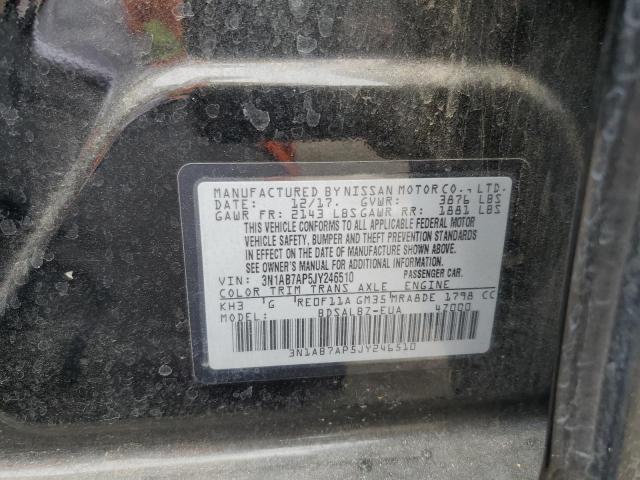 MANUFACTURED BY NISSAN MOTOR CO., LTD.
DATE: 12/17. GVWR: 3876 LBS
GAWR FR: 2143 LBS GAWR RR: 1881 LBS
THIS VEHICLE CONFORMS TO ALL APPLICABLE FEDERAL MOTOR
VEHICLE SAFETY, BUMPER AND THEFT PREVENTION STANDARDS
IN EFFECT ON THE DATE OF MANUFACTURE SHOWN ABOVE.
SEE OWNER'S MANUAL FOR ADDITIONAL INFORMATION
VIN: 3N1AB7AP5JY246510 PASSENGER CAR.
COLOR TRIM TRANS AXLE ENGINE
KH3 'G 'RE0F11A GM35 MRA8DE 1798 CC
MODEL: BDSALBZ-EUA 47000
3N1AB7AP5JY246510